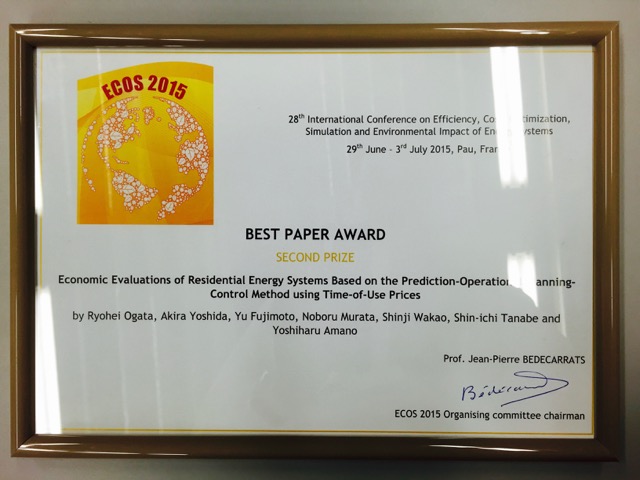 ECOS 2015
28th International Conference on Efficiency, Optimization,
Simulation and Environmental Impact of Systems
29th June - 3rd July 2015, Pau,
BEST PAPER AWARD
SECOND PRIZE
Economic Evaluations of Residential Energy Systems Based on the
Control Method using Time-of-Use Prices
by Ryohei Ogata, Akira Yoshida, Yu Fujimoto, Noboru Murata, Shinji Wakao, Shin-ichi Tanabe and
Yoshiharu Amano
Prof. Jean-Pierre BEDECARRATS
ECOS 2015 Organising committee chairman